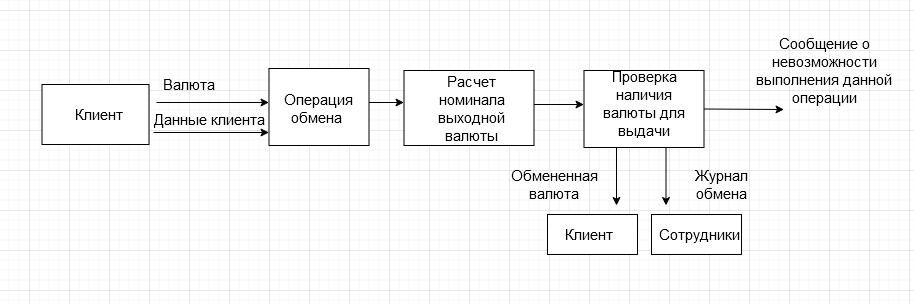 Клиент
Валюта
Данные клиента
Операция
обмена
Расчет
номинала
выходной
валюты
Проверка
наличия
валюты для
выдачи
Сообщение о
невозможности
выполнения данной
операции
Обмененная
валюта
Журнал
обмена
Клиент
Сотрудники